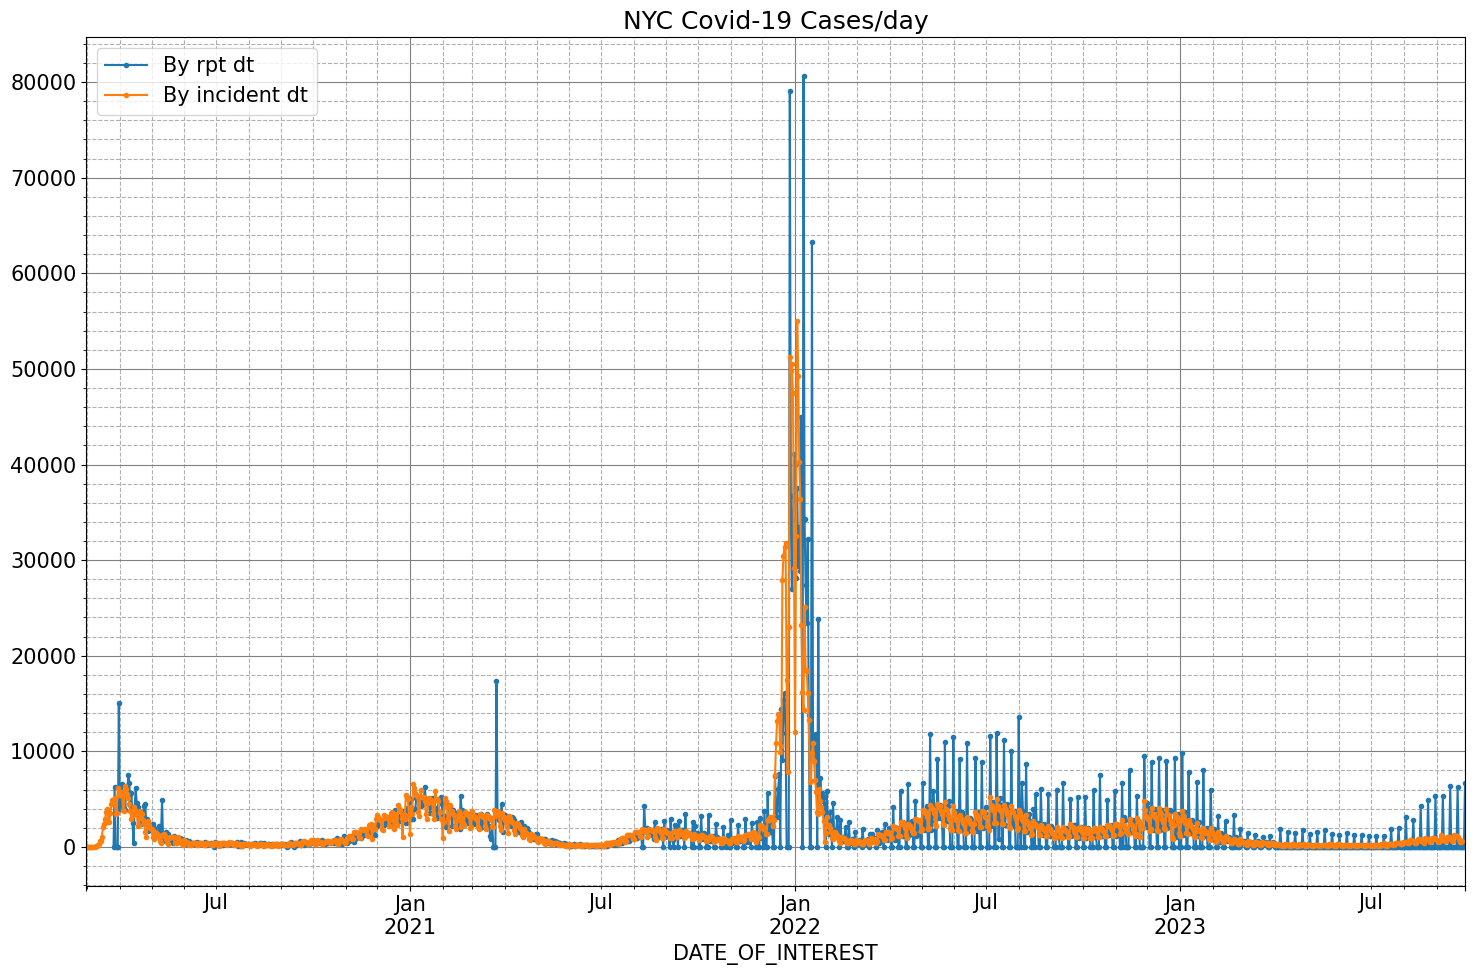 NYC Covid-19 Cases/day
By rpt dt
By incident dt
80000
70000
60000
50000
40000
30000
20000
10000
0
Jul
Jan
2021
Jul
Jan
2022
Jul
Jan
2023
Jul
DATE_OF_INTEREST